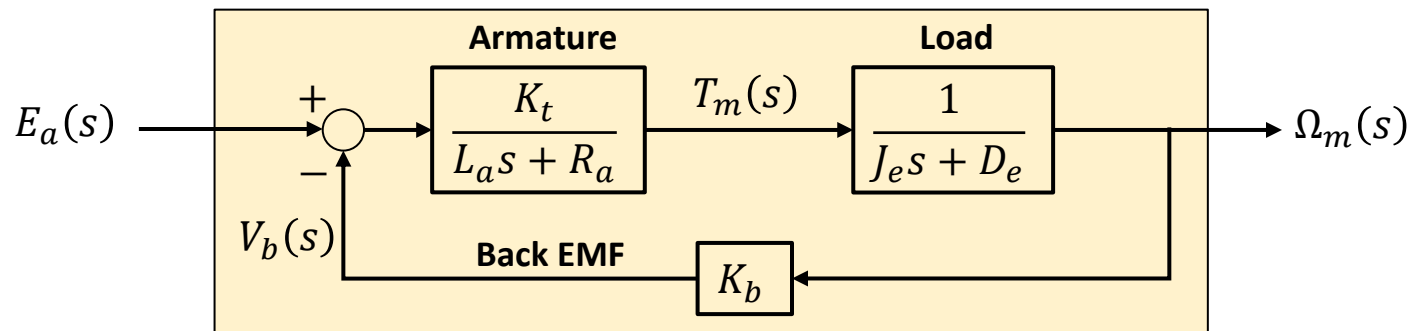 Armature
Load
E_a(s)
+
−
K_t
L_a s + R_a
T_m(s)
1
J_e s + D_e
Ω_m(s)
V_b(s)
Back EMF
K_b